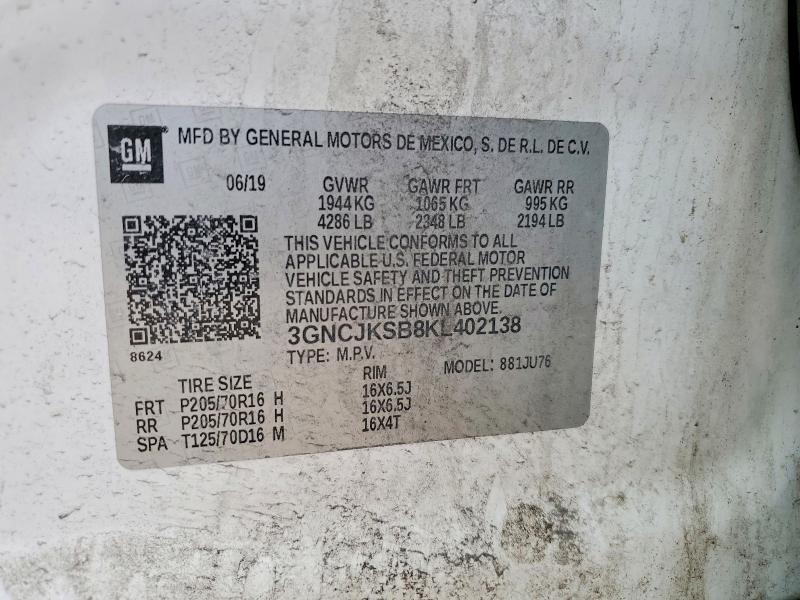 GM
MFD BY GENERAL MOTORS DE MEXICO, S. DE R.L. DE C.V.
06/19 GVWR GAWR FRT GAWR RR
1944 KG 1065 KG 995 KG
4286 LB 2348 LB 2194 LB
THIS VEHICLE CONFORMS TO ALL
APPLICABLE U.S. FEDERAL MOTOR
VEHICLE SAFETY AND THEFT PREVENTION
STANDARDS IN EFFECT ON THE DATE OF
MANUFACTURE SHOWN ABOVE.
3GNCJKSB8KL402138
8624
TYPE: M.P.V. MODEL: 881JU76
TIRE SIZE RIM
FRT P205/70R16 H 16X6.5J
RR P205/70R16 H 16X6.5J
SPA T125/70D16 M 16X4T